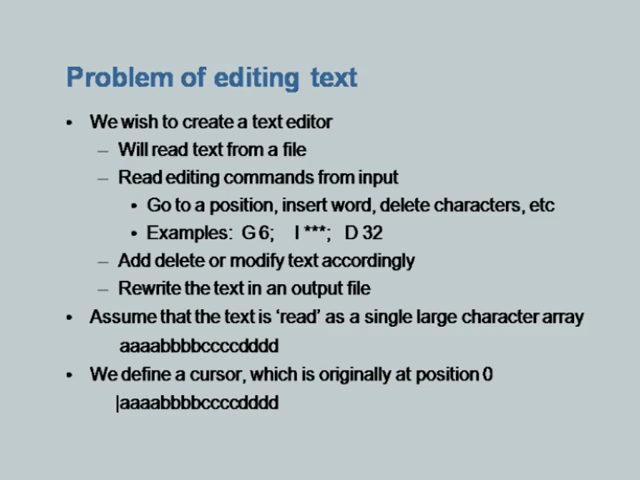 Problem of editing text
• We wish to create a text editor
– Will read text from a file
– Read editing commands from input
• Go to a position, insert word, delete characters, etc
• Examples: G 6; I ***; D 32
– Add delete or modify text accordingly
– Rewrite the text in an output file
• Assume that the text is ‘read’ as a single large character array
aaaabbbbccccdddd
• We define a cursor, which is originally at position 0
|aaaabbbbccccdddd